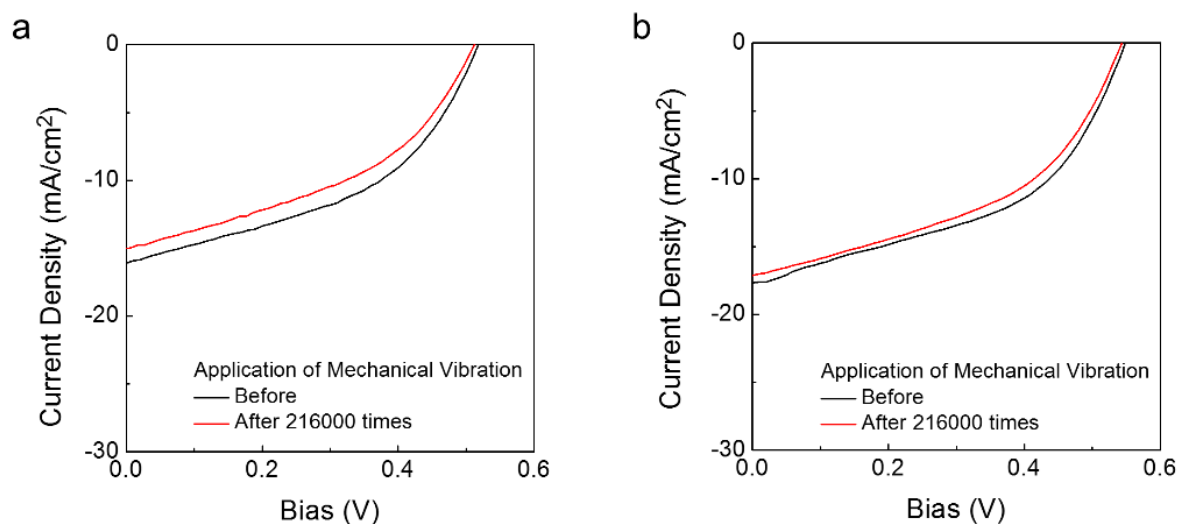 a
0
-10
-20
-30
Current Density (mA/cm²)
Application of Mechanical Vibration
Before
After 216000 times
0.0 0.2 0.4 0.6
Bias (V)
b
0
-10
-20
-30
Current Density (mA/cm²)
Application of Mechanical Vibration
Before
After 216000 times
0.0 0.2 0.4 0.6
Bias (V)